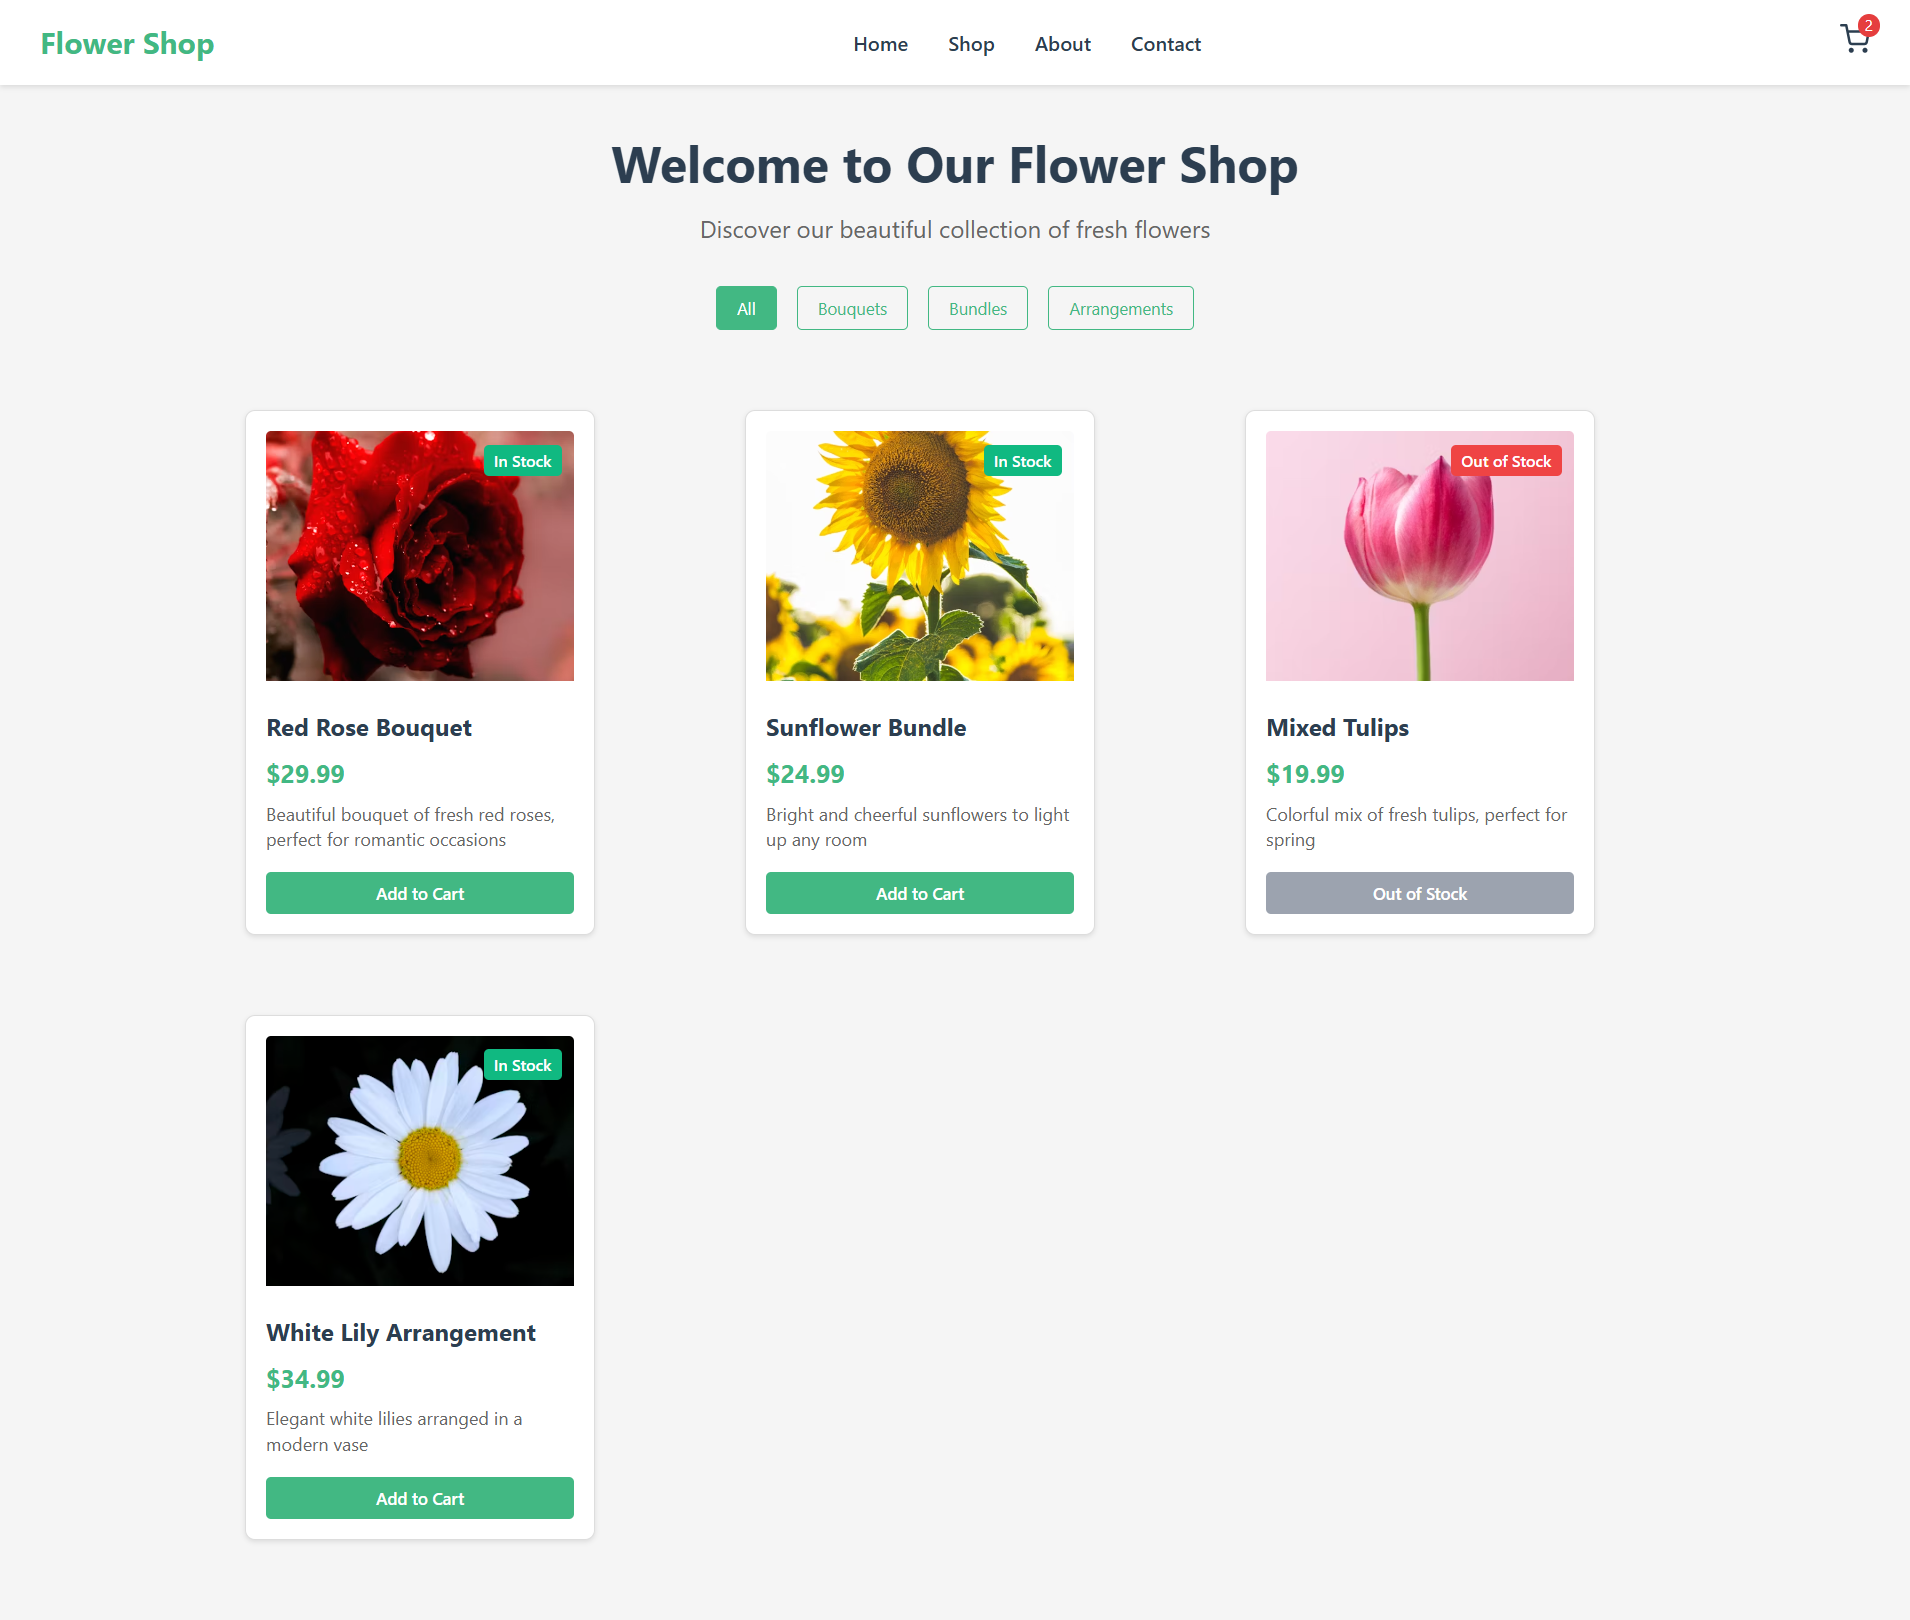 Flower Shop
Home
Shop
About
Contact
2
Welcome to Our Flower Shop
Discover our beautiful collection of fresh flowers
All
Bouquets
Bundles
Arrangements
In Stock
Red Rose Bouquet
$29.99
Beautiful bouquet of fresh red roses,
perfect for romantic occasions
Add to Cart
In Stock
Sunflower Bundle
$24.99
Bright and cheerful sunflowers to light
up any room
Add to Cart
Out of Stock
Mixed Tulips
$19.99
Colorful mix of fresh tulips, perfect for
spring
Out of Stock
In Stock
White Lily Arrangement
$34.99
Elegant white lilies arranged in a
modern vase
Add to Cart